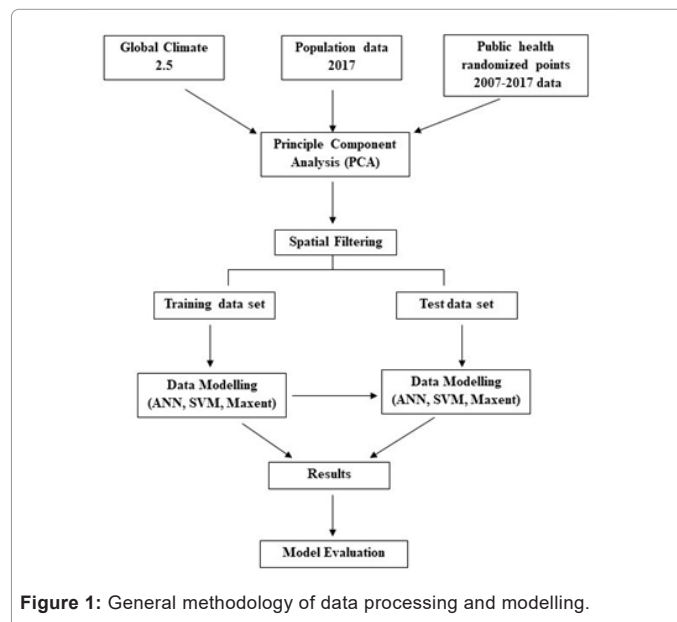 Global Climate
2.5
Population data
2017
Public health
randomized points
2007-2017 data
Principle Component
Analysis (PCA)
Spatial Filtering
Training data set
Test data set
Data Modelling
(ANN, SVM, Maxent)
Data Modelling
(ANN, SVM, Maxent)
Results
Model Evaluation
Figure 1: General methodology of data processing and modelling.